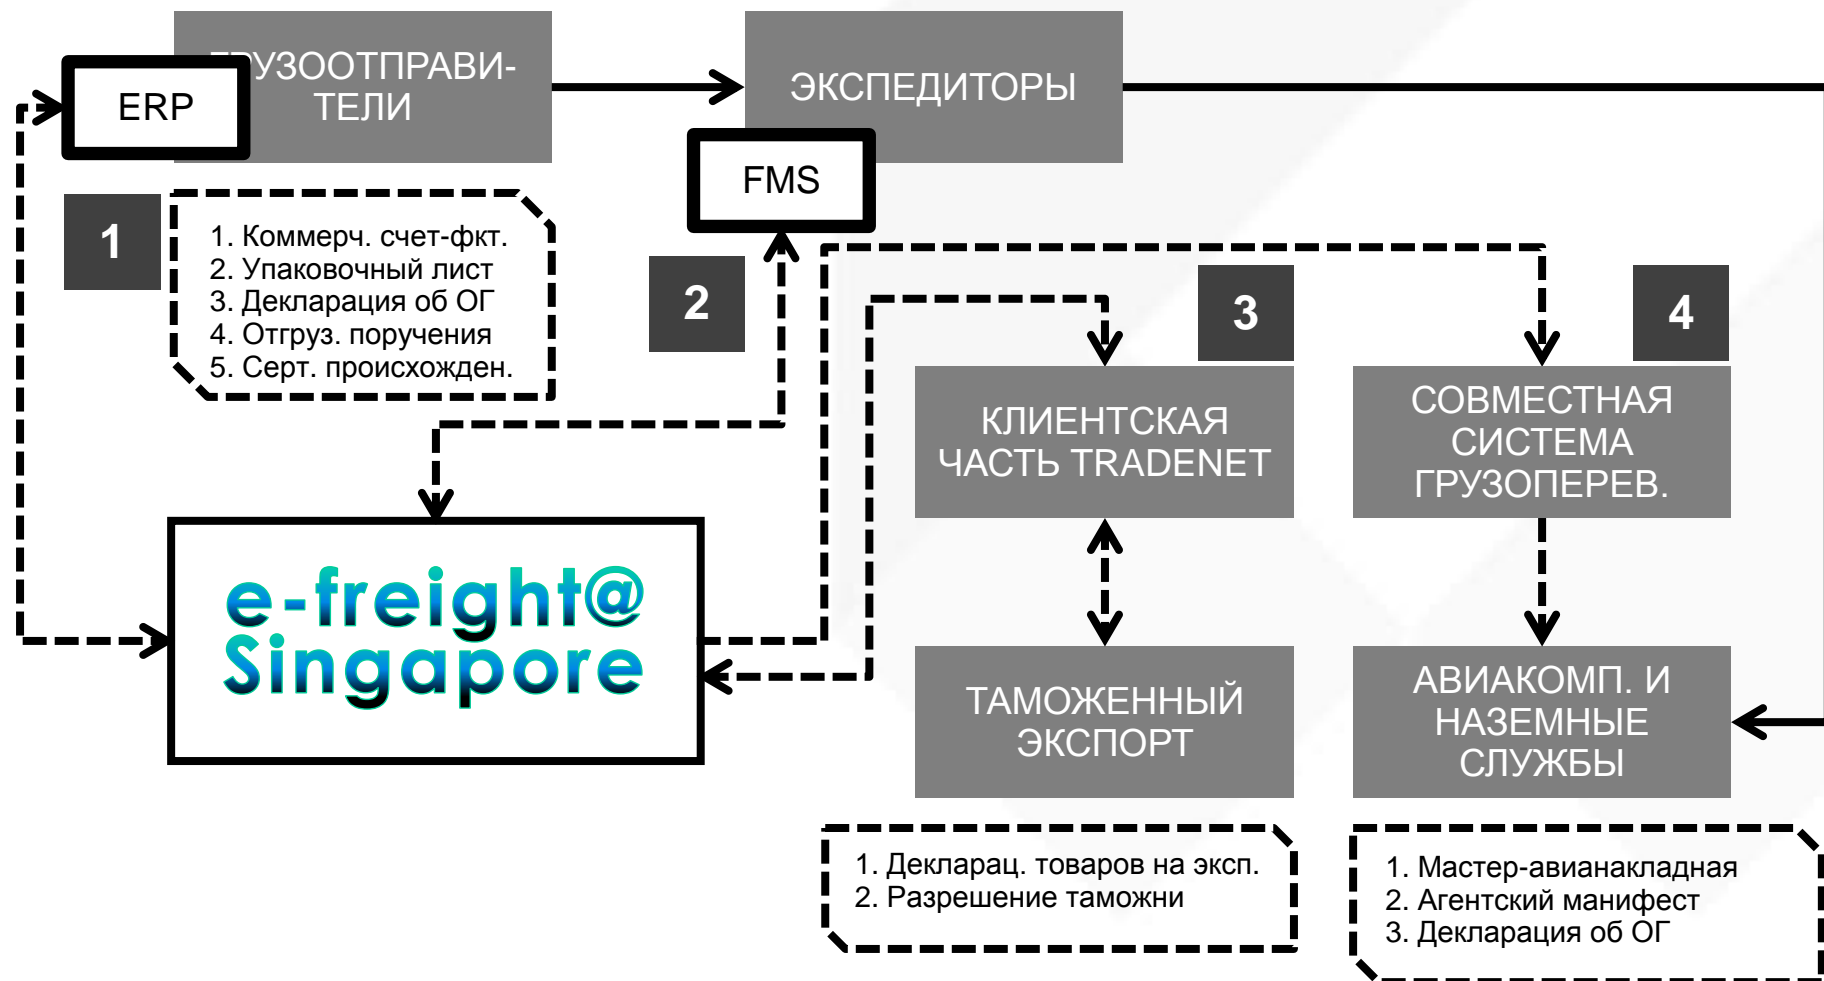 ГРУЗООТПРАВИ-
ТЕЛИ
ERP
ЭКСПЕДИТОРЫ
FMS
1
1. Коммерч. счет-фкт.
2. Упаковочный лист
3. Декларация об ОГ
4. Отгруз. поручения
5. Серт. происхожден.
2
3
4
КЛИЕНТСКАЯ
ЧАСТЬ TRADENET
СОВМЕСТНАЯ
СИСТЕМА
ГРУЗОПЕРЕВ.
e-freight@
Singapore
ТАМОЖЕННЫЙ
ЭКСПОРТ
АВИАКОМП. И
НАЗЕМНЫЕ
СЛУЖБЫ
1. Декларац. товаров на эксп.
2. Разрешение таможни
1. Мастер-авианакладная
2. Агентский манифест
3. Декларация об ОГ